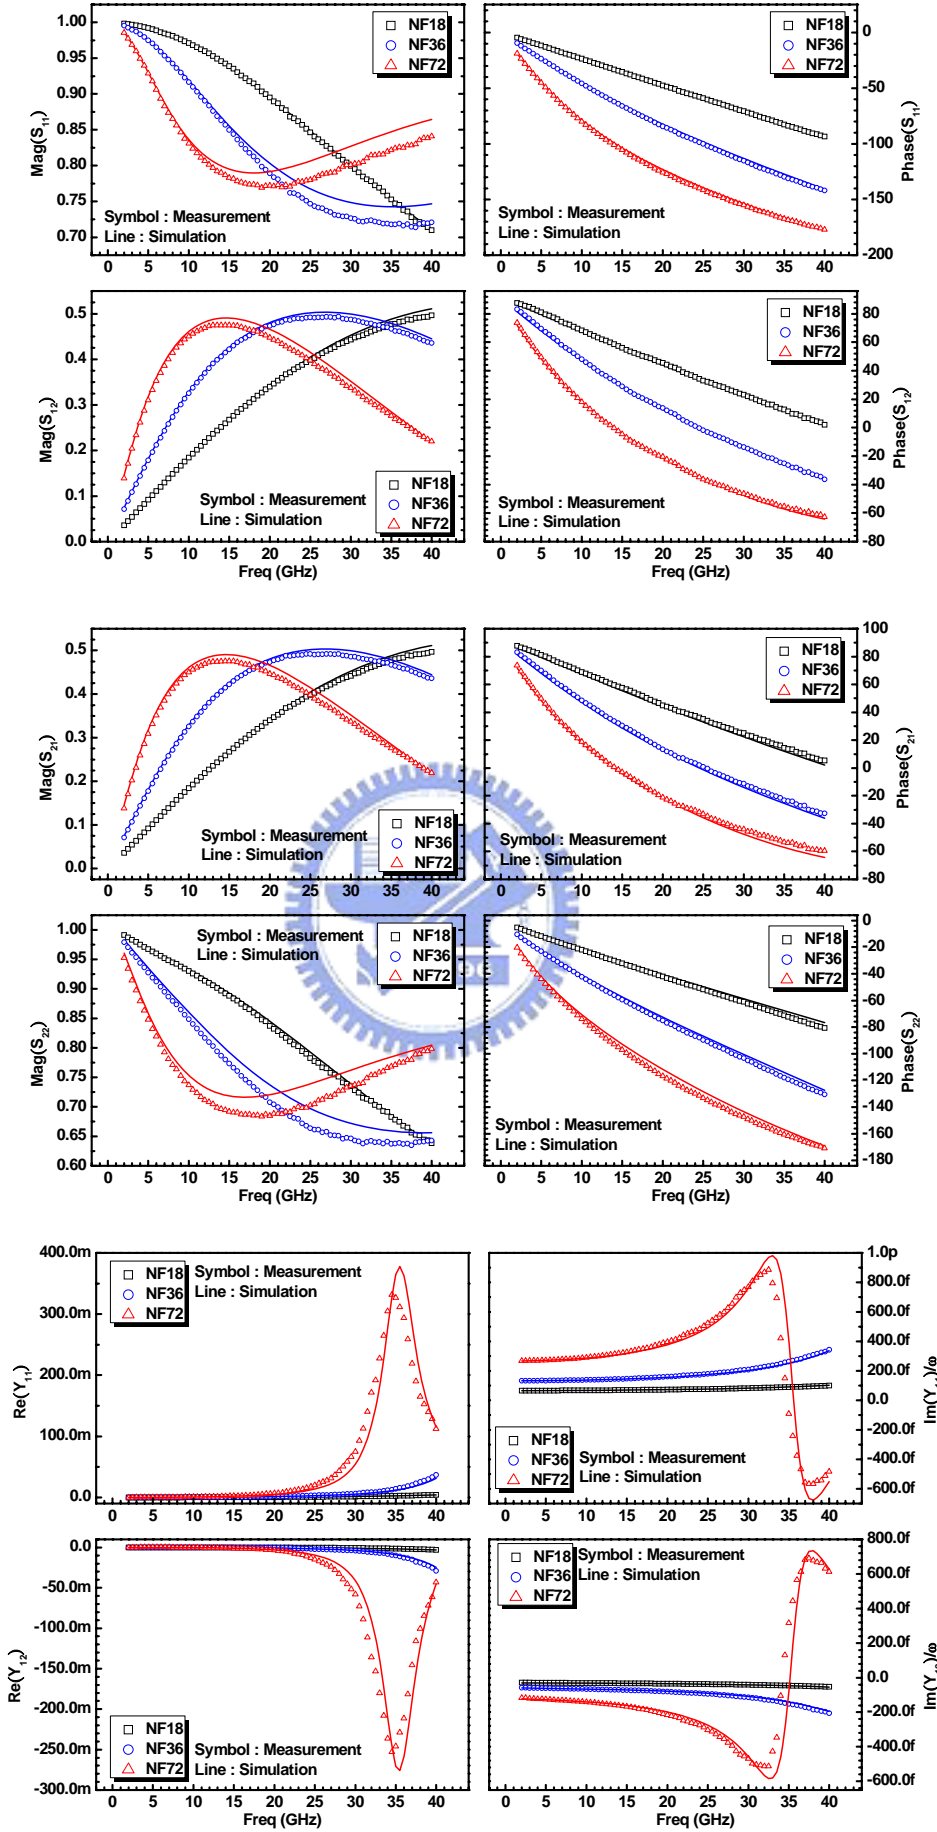 NF18
NF36
NF72
Symbol : Measurement
Line : Simulation
Mag(S11)
1.00
0.95
0.90
0.85
0.80
0.75
0.70
0 5 10 15 20 25 30 35 40
NF18
NF36
NF72
Symbol : Measurement
Line : Simulation
Phase(S11)
0
-50
-100
-150
-200
0 5 10 15 20 25 30 35 40
Mag(S12)
0.5
0.4
0.3
0.2
0.1
0.0
Symbol : Measurement
Line : Simulation
NF18
NF36
NF72
0 5 10 15 20 25 30 35 40
Freq (GHz)
NF18
NF36
NF72
Symbol : Measurement
Line : Simulation
Phase(S12)
80
60
40
20
0
-20
-40
-60
-80
0 5 10 15 20 25 30 35 40
Freq (GHz)
Mag(S21)
0.5
0.4
0.3
0.2
0.1
0.0
Symbol : Measurement
Line : Simulation
NF18
NF36
NF72
0 5 10 15 20 25 30 35 40
NF18
NF36
NF72
Symbol : Measurement
Line : Simulation
Phase(S21)
100
80
60
40
20
0
-20
-40
-60
-80
0 5 10 15 20 25 30 35 40
Mag(S22)
1.00
0.95
0.90
0.85
0.80
0.75
0.70
0.65
0.60
Symbol : Measurement
Line : Simulation
NF18
NF36
NF72
0 5 10 15 20 25 30 35 40
Freq (GHz)
NF18
NF36
NF72
Symbol : Measurement
Line : Simulation
Phase(S22)
0
-20
-40
-60
-80
-100
-120
-140
-160
-180
0 5 10 15 20 25 30 35 40
Freq (GHz)
Re(Y11)
400.0m
300.0m
200.0m
100.0m
0.0
NF18
NF36
NF72
Symbol : Measurement
Line : Simulation
0 5 10 15 20 25 30 35 40
NF18
NF36
NF72
Symbol : Measurement
Line : Simulation
Im(Y11)/ω
1.0p
800.0f
600.0f
400.0f
200.0f
0.0
-200.0f
-400.0f
-600.0f
0 5 10 15 20 25 30 35 40
Re(Y12)
0.0
-50.0m
-100.0m
-150.0m
-200.0m
-250.0m
-300.0m
NF18
NF36
NF72
Symbol : Measurement
Line : Simulation
0 5 10 15 20 25 30 35 40
Freq (GHz)
NF18
NF36
NF72
Symbol : Measurement
Line : Simulation
Im(Y12)/ω
800.0f
600.0f
400.0f
200.0f
0.0
-200.0f
-400.0f
-600.0f
0 5 10 15 20 25 30 35 40
Freq (GHz)